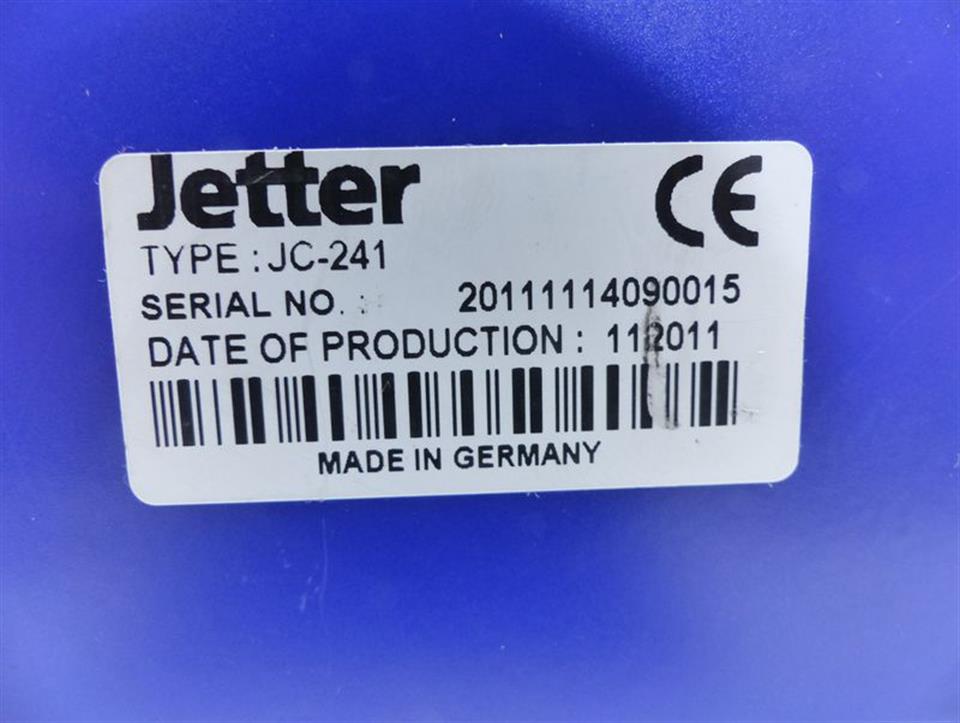 Jetter
CE
TYPE : JC-241
SERIAL NO. : 20111114090015
DATE OF PRODUCTION : 112011
MADE IN GERMANY